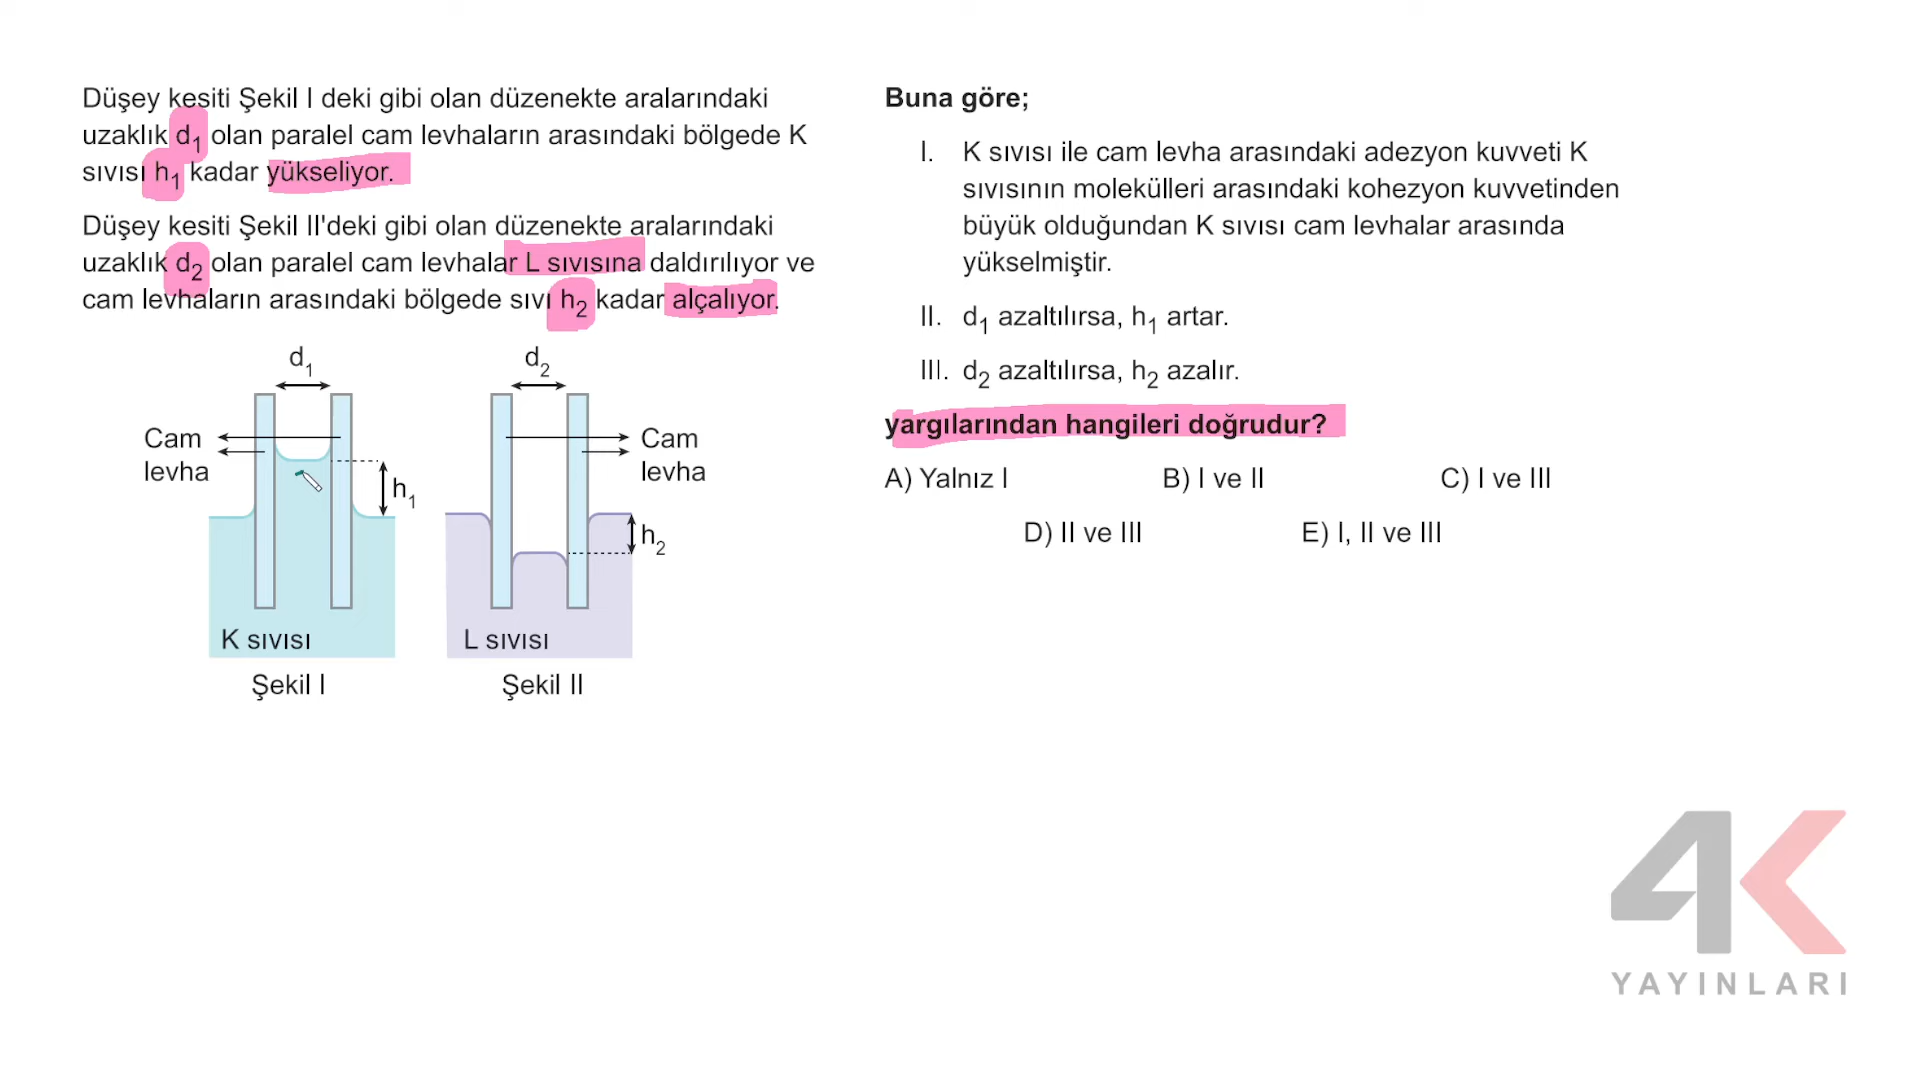 Düşey kesiti Şekil I deki gibi olan düzenekte aralarındaki
uzaklık d₁ olan paralel cam levhaların arasındaki bölgede K
sıvısı h₁ kadar yükseliyor.
Düşey kesiti Şekil II'deki gibi olan düzenekte aralarındaki
uzaklık d₂ olan paralel cam levhalar L sıvısına daldırılıyor ve
cam levhaların arasındaki bölgede sıvı h₂ kadar alçalıyor.
d₁
Cam
levha
h₁
K sıvısı
Şekil I
d₂
Cam
levha
h₂
L sıvısı
Şekil II
Buna göre;
I. K sıvısı ile cam levha arasındaki adezyon kuvveti K
sıvısının molekülleri arasındaki kohezyon kuvvetinden
büyük olduğundan K sıvısı cam levhalar arasında
yükselmiştir.
II. d₁ azaltılırsa, h₁ artar.
III. d₂ azaltılırsa, h₂ azalır.
yargılarından hangileri doğrudur?
A) Yalnız I B) I ve II C) I ve III
D) II ve III E) I, II ve III
4K
YAYINLARI